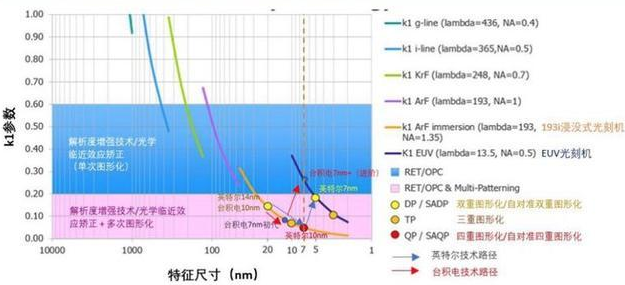 1.00
0.90
0.80
0.70
0.60
0.50
0.40
0.30
0.20
0.10
0.00
k1参数
解析度增强技术/光学
临近效应矫正
(单次图形化)
解析度增强技术/光学临近效
应矫正+多次图形化
台积电7nm+（进阶）
英特尔7nm
英特尔14nm
台积电10nm
台积电7nm初代
英特尔10nm
10000 1000 100 20 10 7 5 1
特征尺寸（nm）
k1 g-line (lambda=436, NA=0.4)
k1 i-line (lambda=365,NA=0.5)
k1 KrF (lambda=248, NA=0.7)
k1 ArF (lambda=193, NA=1)
k1 ArF immersion (lambda=193, 193i浸没式光刻机
NA=1.35)
K1 EUV (lambda=13.5, NA=0.5) EUV光刻机
RET/OPC
RET/OPC & Multi-Patterning
DP / SADP 双重图形化/自对准双重图形化
TP 三重图形化
QP / SAQP 四重图形化/自对准四重图形化
英特尔技术路径
台积电技术路径